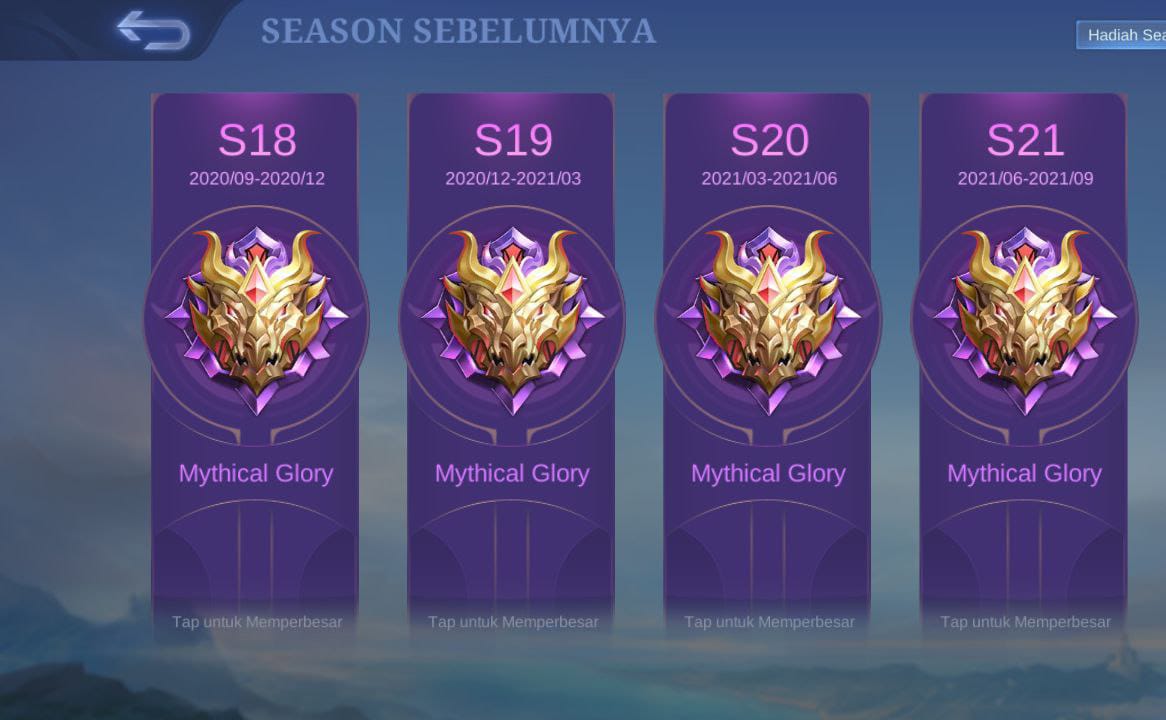 SEASON SEBELUMNYA
Hadiah
S18
2020/09-2020/12
Mythical Glory
Tap untuk Memperbesar
S19
2020/12-2021/03
Mythical Glory
Tap untuk Memperbesar
S20
2021/03-2021/06
Mythical Glory
Tap untuk Memperbesar
S21
2021/06-2021/09
Mythical Glory
Tap untuk Memperbesar